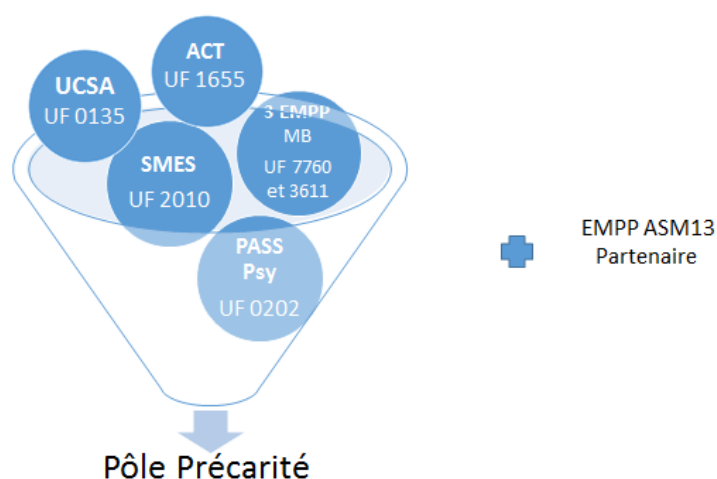 ACT
UF 1655
UCSA
UF 0135
3 EMPP
MB
UF 7760
et 3611
SMES
UF 2010
PASS
Psy
UF 0202
EMPP ASM13
Partenaire
Pôle Précarité